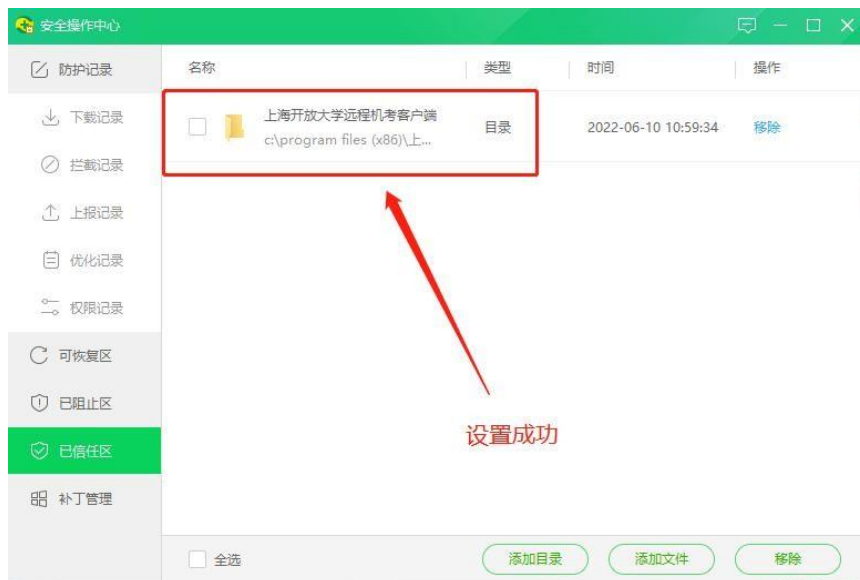 安全操作中心
防护记录
名称
类型
时间
操作
下载记录
上海开放大学远程机考客户端
c:\program files (x86)\上...
目录
2022-06-10 10:59:34
移除
拦截记录
上报记录
优化记录
权限记录
可恢复区
已阻止区
已信任区
设置成功
补丁管理
全选
添加目录
添加文件
移除